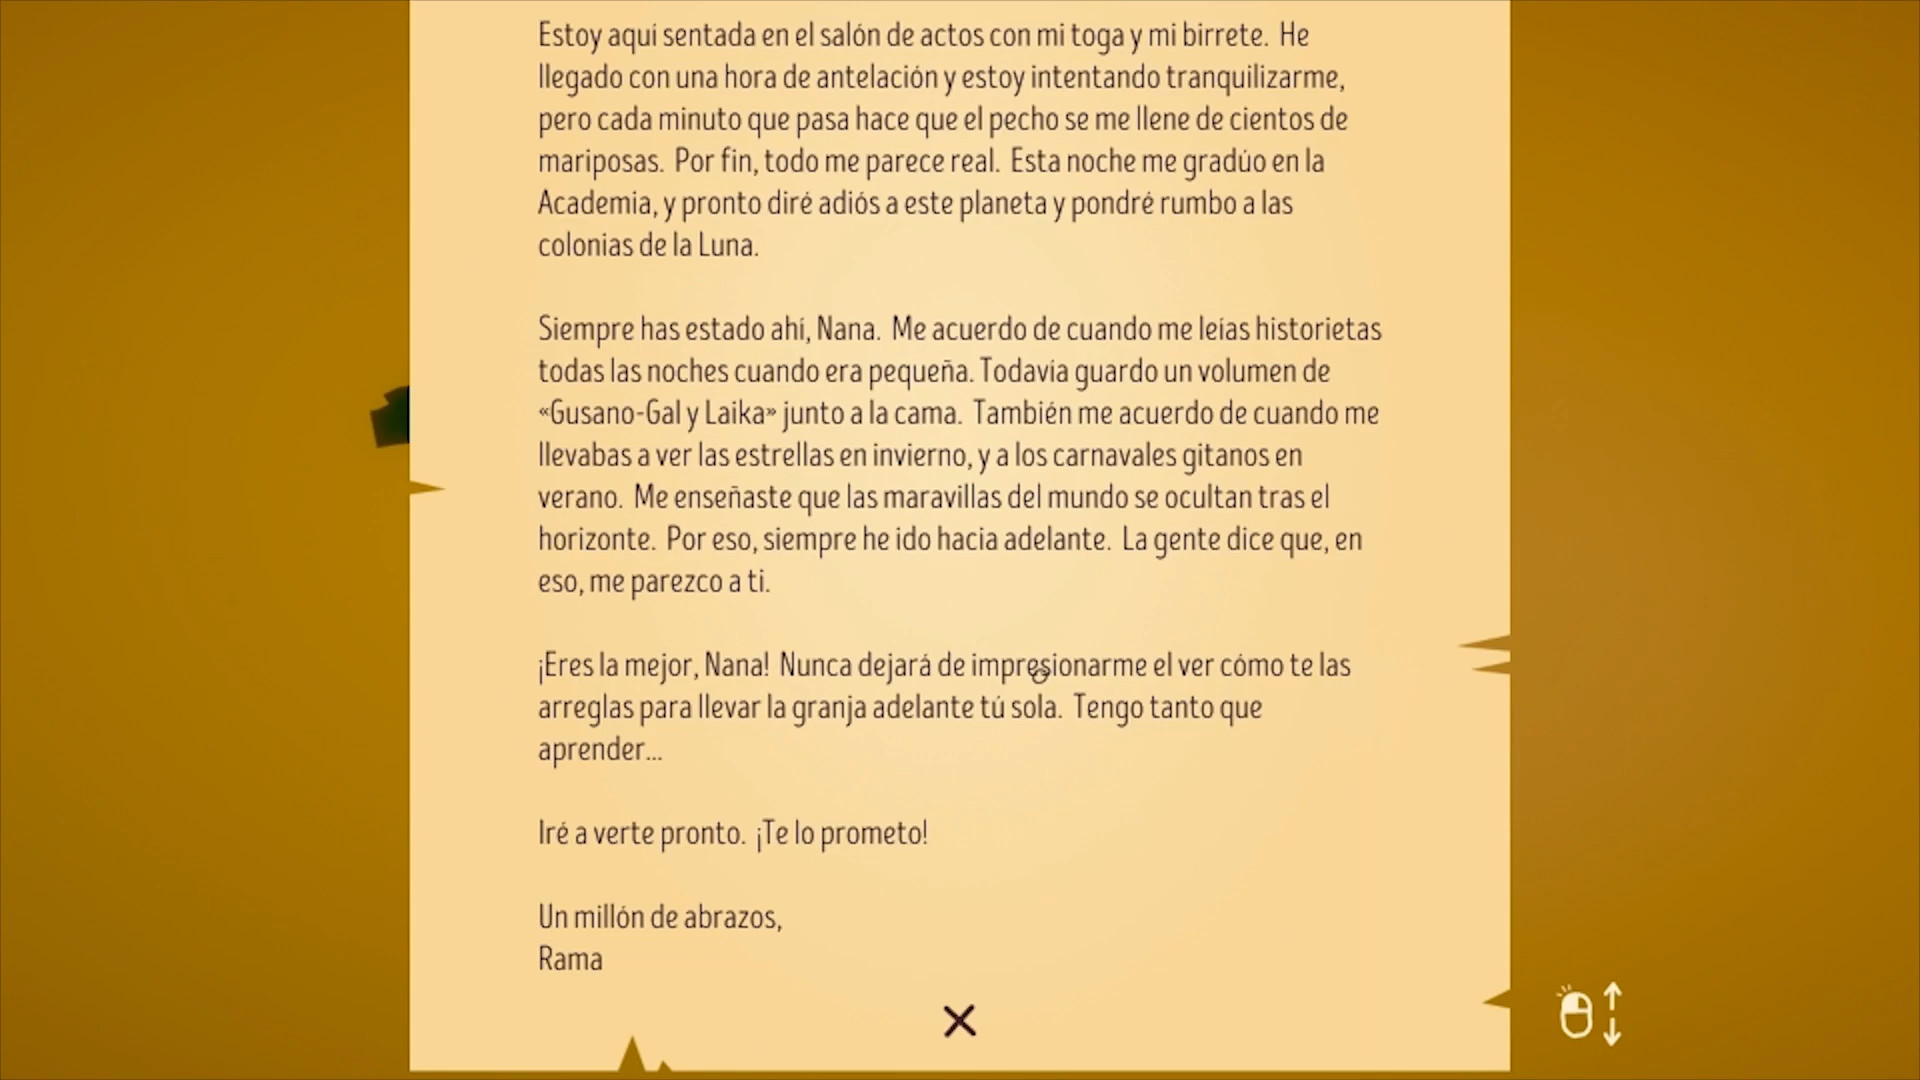 Estoy aquí sentada en el salón de actos con mi toga y mi birrete. He
llegado con una hora de antelación y estoy intentando tranquilizarme,
pero cada minuto que pasa hace que el pecho se me llene de cientos de
mariposas. Por fin, todo me parece real. Esta noche me gradúo en la
Academia, y pronto diré adiós a este planeta y pondré rumbo a las
colonias de la Luna.
Siempre has estado ahí, Nana. Me acuerdo de cuando me leías historietas
todas las noches cuando era pequeña. Todavía guardo un volumen de
«Gusano-Gal y Laika» junto a la cama. También me acuerdo de cuando me
llevabas a ver las estrellas en invierno, y a los carnavales gitanos en
verano. Me enseñaste que las maravillas del mundo se ocultan tras el
horizonte. Por eso, siempre he ido hacia adelante. La gente dice que, en
eso, me parezco a ti.
¡Eres la mejor, Nana! Nunca dejará de impresionarme el ver cómo te las
arreglas para llevar la granja adelante tú sola. Tengo tanto que
aprender...
Iré a verte pronto. ¡Te lo prometo!
Un millón de abrazos,
Rama